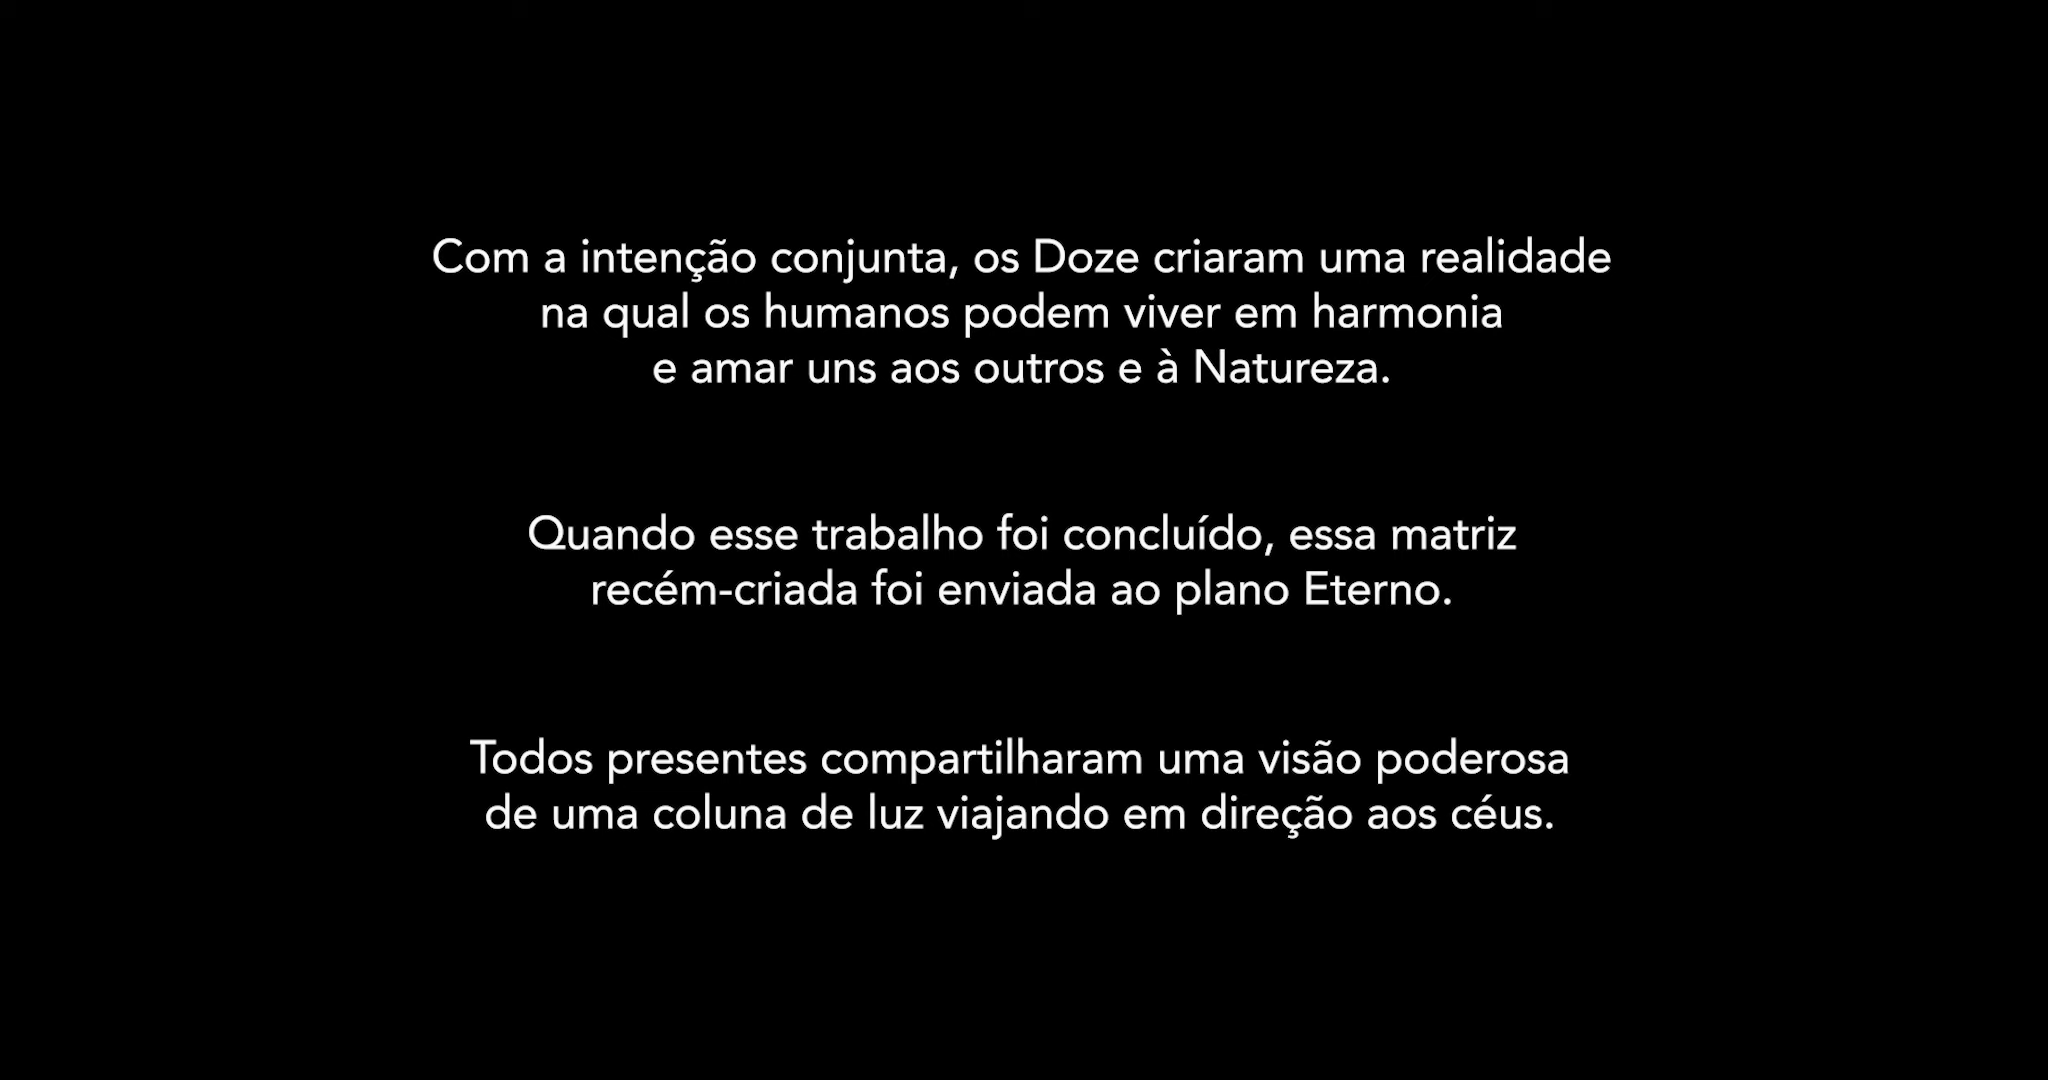 Com a intenção conjunta, os Doze criaram uma realidade
na qual os humanos podem viver em harmonia
e amar uns aos outros e à Natureza.
Quando esse trabalho foi concluído, essa matriz
recém-criada foi enviada ao plano Eterno.
Todos presentes compartilharam uma visão poderosa
de uma coluna de luz viajando em direção aos céus.